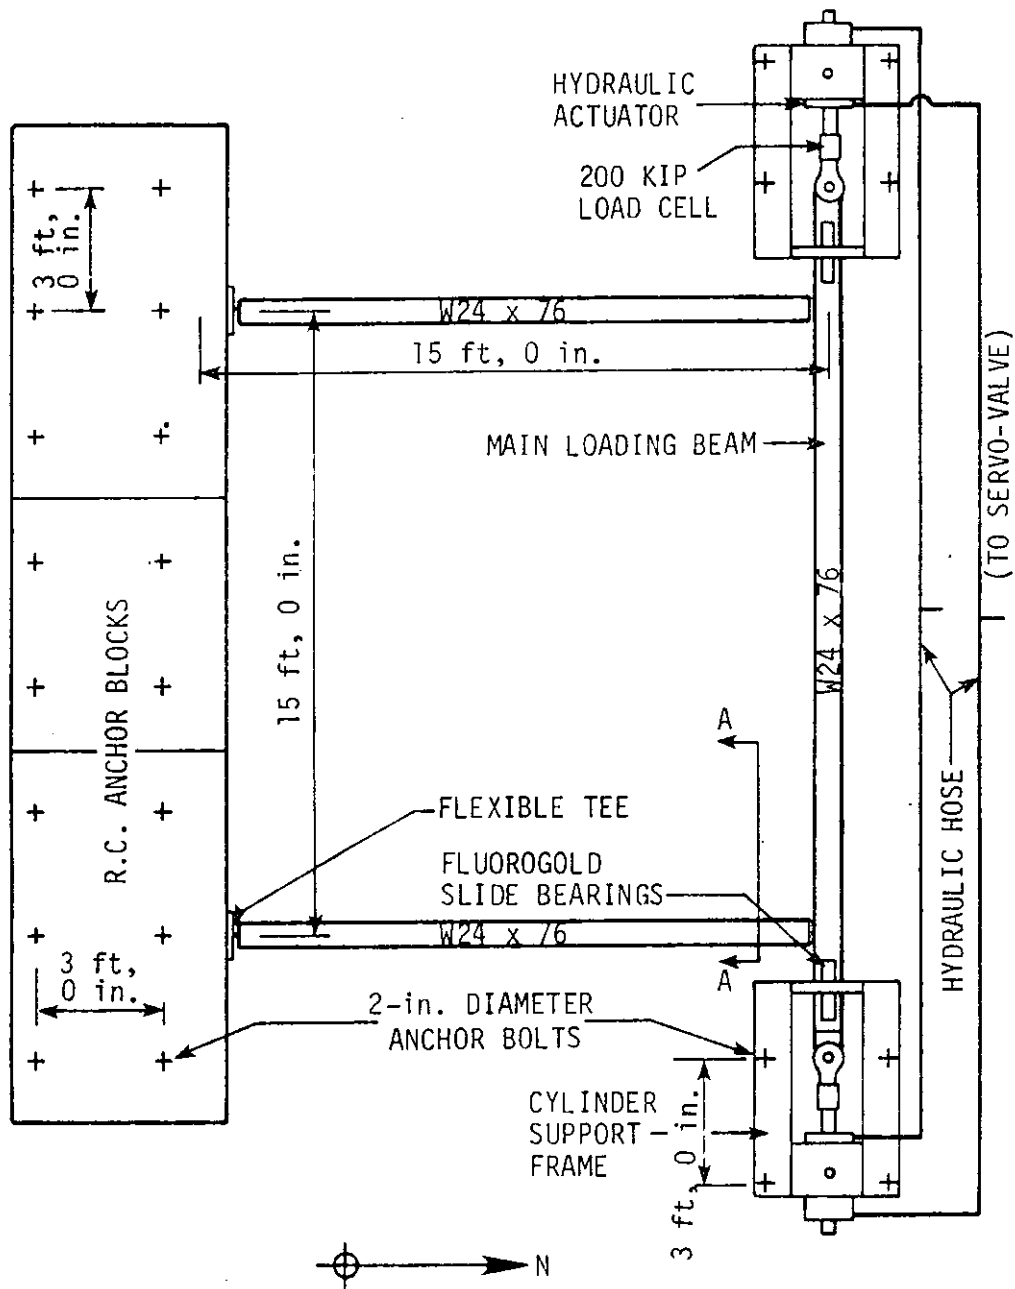 HYDRAULIC
ACTUATOR
200 KIP
LOAD CELL
3 ft,
0 in.
W24 x 76
15 ft, 0 in.
MAIN LOADING BEAM
(TO SERVO-VALVE)
15 ft, 0 in.
W24 x 76
R.C. ANCHOR BLOCKS
A
FLEXIBLE TEE
FLUOROGOLD
SLIDE BEARINGS
HYDRAULIC HOSE
W24 x 76
A
3 ft,
0 in.
2-in. DIAMETER
ANCHOR BOLTS
CYLINDER
SUPPORT
FRAME
3 ft, 0 in.
N